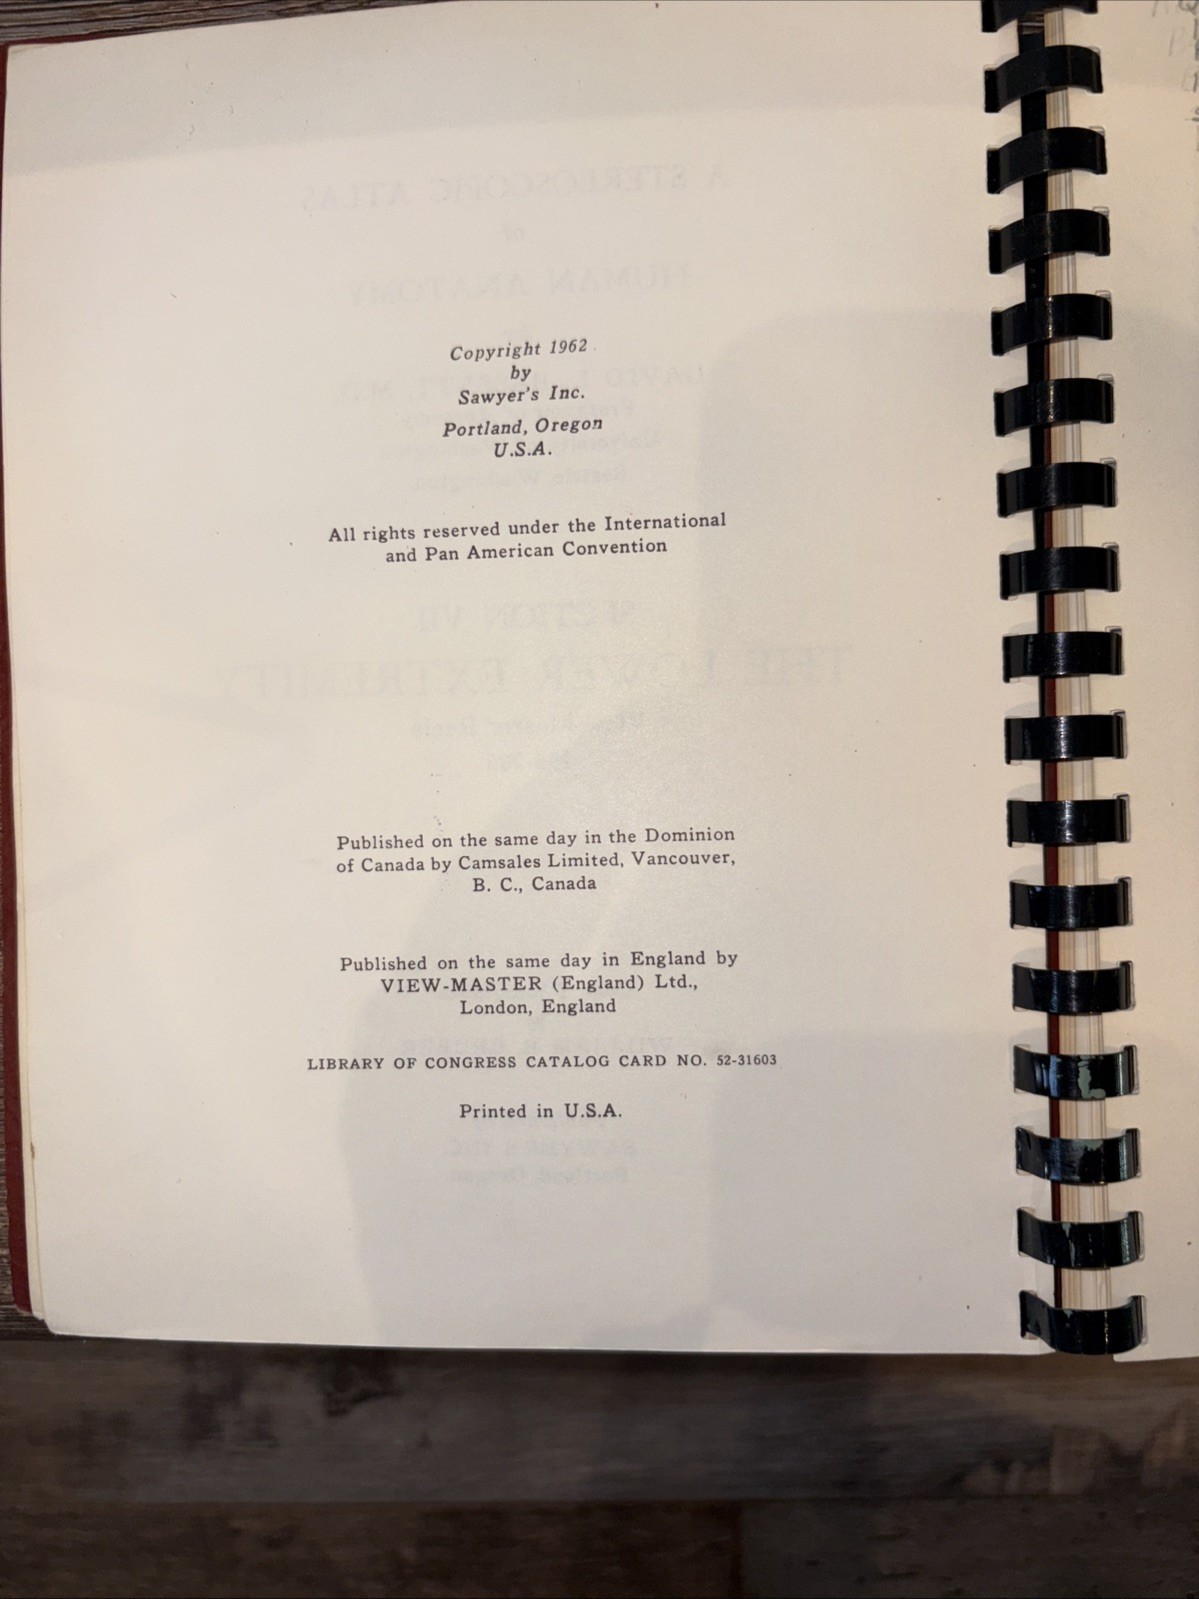 Copyright 1962
by
Sawyer's Inc.
Portland, Oregon
U.S.A.
All rights reserved under the International
and Pan American Convention
Published on the same day in the Dominion
of Canada by Camsales Limited, Vancouver,
B. C., Canada
Published on the same day in England by
VIEW-MASTER (England) Ltd.,
London, England
LIBRARY OF CONGRESS CATALOG CARD NO. 52-31603
Printed in U.S.A.